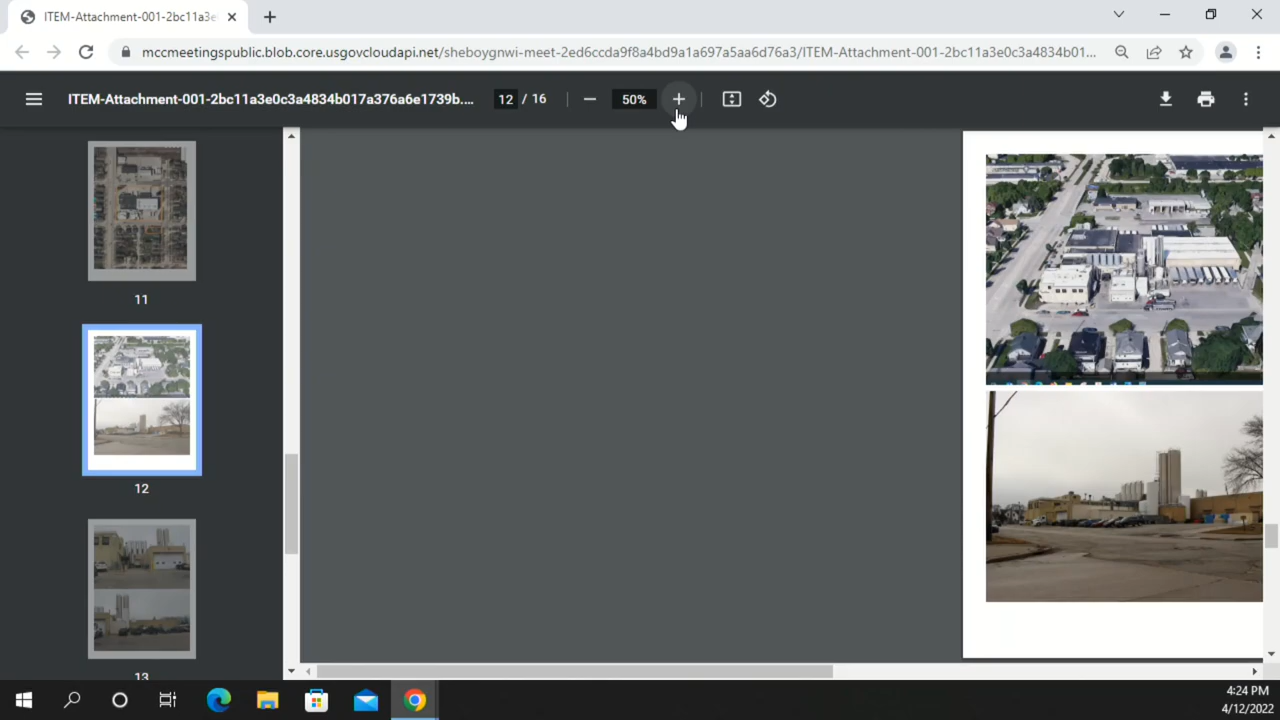 ITEM-Attachment-001-2bc11a3e
mccmeetingspublic.blob.core.usgovcloudapi.net/sheboygnwi-meet-2ed6ccda9f8a4bd9a1a697a5aa6d76a3/ITEM-Attachment-001-2bc11a3e0c3a4834b01...
ITEM-Attachment-001-2bc11a3e0c3a4834b017a376a6e1739b.... 12 / 16 50%
11
12
13
4:24 PM
4/12/2022